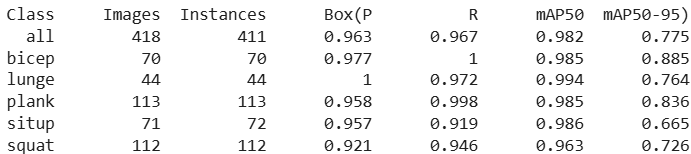 Class Images Instances Box(P R mAP50 mAP50-95)
all 418 411 0.963 0.967 0.982 0.775
bicep 70 70 0.977 1 0.985 0.885
lunge 44 44 1 0.972 0.994 0.764
plank 113 113 0.958 0.998 0.985 0.836
situp 71 72 0.957 0.919 0.986 0.665
squat 112 112 0.921 0.946 0.963 0.726